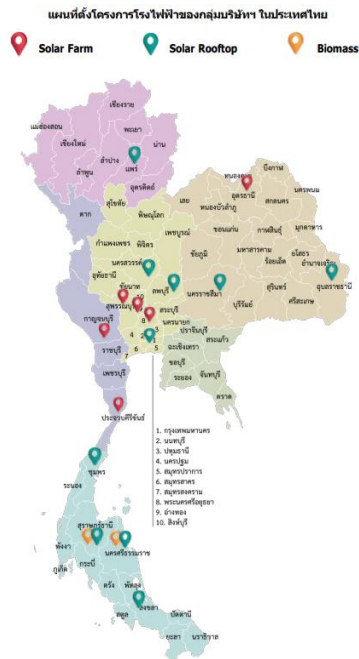 แผนที่ตั้งโครงการโรงไฟฟ้าของกลุ่มบริษัทฯ ในประเทศไทย
Solar Farm
Solar Rooftop
Biomass
เชียงราย
แม่ฮ่องสอน
พะเยา
เชียงใหม่
น่าน
ลำปาง
แพร่
ลำพูน
อุตรดิตถ์
บึงกาฬ
เลย
อุดรธานี
นครพนม
สกลนคร
หนองบัวลำภู
สุโขทัย
ตาก
พิษณุโลก
มุกดาหาร
ขอนแก่น
กาฬสินธุ์
กำแพงเพชร
พิจิตร
เพชรบูรณ์
มหาสารคาม
ชัยภูมิ
ร้อยเอ็ด
ยโสธร
อำนาจเจริญ
นครสวรรค์
อุทัยธานี
อุบลราชธานี
ชัยนาท
ลพบุรี
นครราชสีมา
บุรีรัมย์
สุรินทร์
ศรีสะเกษ
สุพรรณบุรี
สระบุรี
8
นครนายก
กาญจนบุรี
3
ปราจีนบุรี
4
2
1
สระแก้ว
ราชบุรี
6
5
ฉะเชิงเทรา
7
ชลบุรี
เพชรบุรี
ระยอง
จันทบุรี
ตราด
ประจวบคีรีขันธ์
1. กรุงเทพมหานคร
2. นนทบุรี
3. ปทุมธานี
4. นครปฐม
5. สมุทรปราการ
6. สมุทรสาคร
7. สมุทรสงคราม
8. พระนครศรีอยุธยา
9. อ่างทอง
10. สิงห์บุรี
ชุมพร
ระนอง
สุราษฎร์ธานี
พังงา
นครศรีธรรมราช
กระบี่
ภูเก็ต
ตรัง
พัทลุง
สงขลา
สตูล
ปัตตานี
ยะลา
นราธิวาส